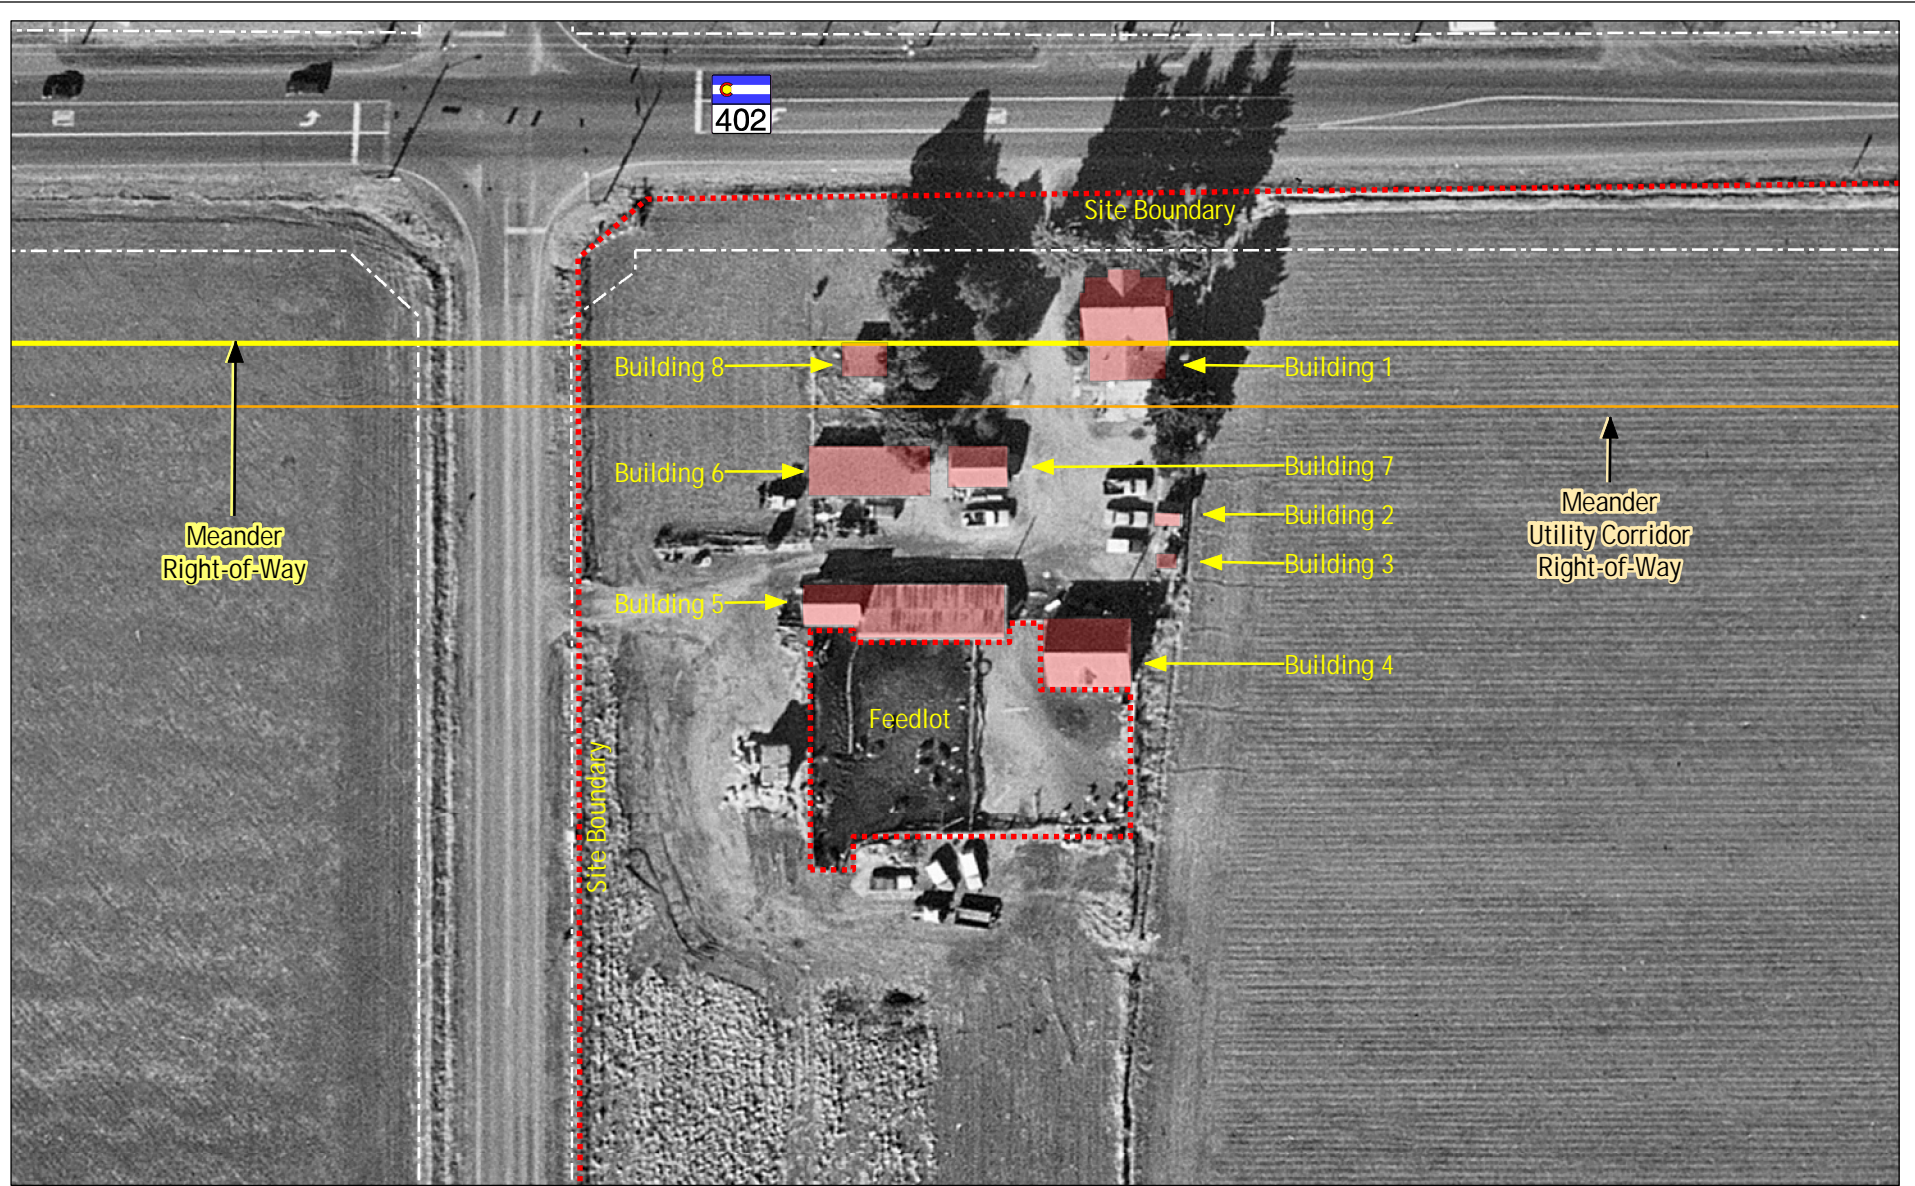 402
Site Boundary
Building 8
Building 1
Building 6
Building 7
Meander
Right-of-Way
Building 2
Meander
Utility Corridor
Right-of-Way
Building 3
Building 5
Building 4
Feedlot
Site Boundary